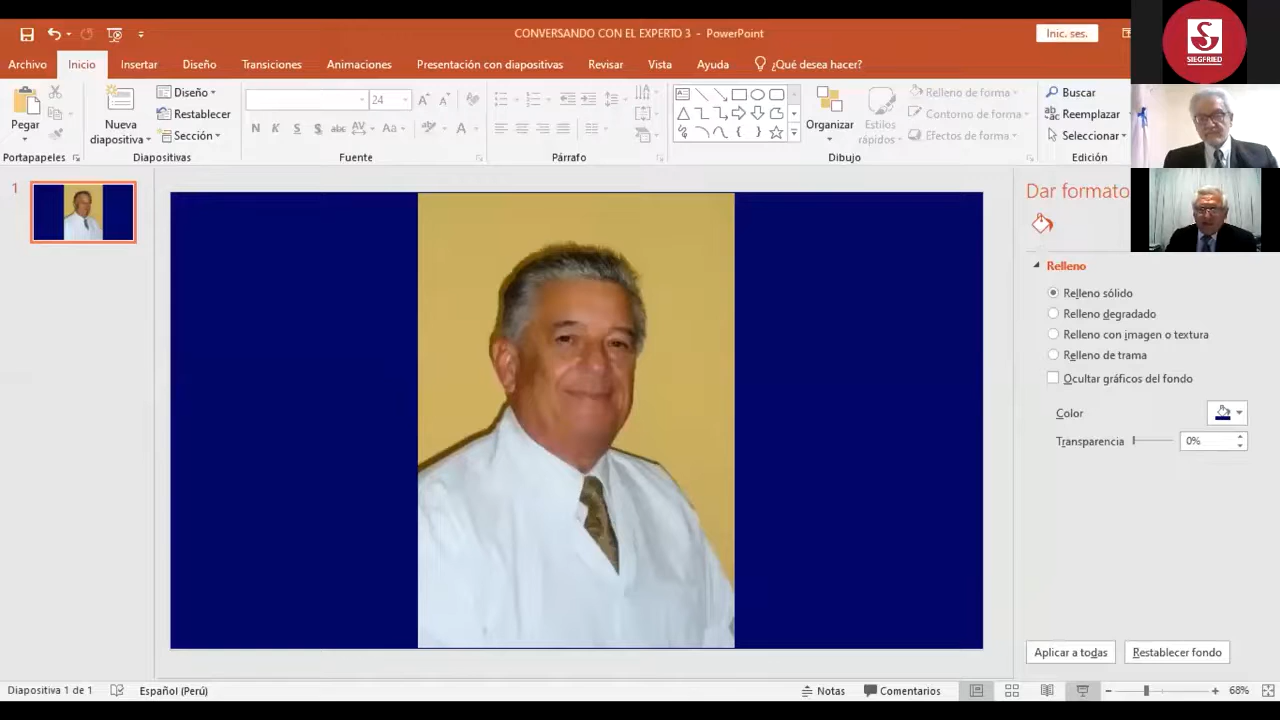 CONVERSANDO CON EL EXPERTO 3 - PowerPoint
Inic. ses.
Archivo
Inicio
Insertar
Diseño
Transiciones
Animaciones
Presentación con diapositivas
Revisar
Vista
Ayuda
¿Qué desea hacer?
S
SIEGFRIED
Pegar
Nueva
diapositiva
Diseño
Restablecer
Sección
24
N
K
S
S
abc
AV
Aa
A
Organizar
Estilos
rápidos
Relleno de forma
Contorno de forma
Efectos de forma
Buscar
Reemplazar
Seleccionar
Portapapeles
Diapositivas
Fuente
Párrafo
Dibujo
Edición
1
Dar formato
Relleno
Relleno sólido
Relleno degradado
Relleno con imagen o textura
Relleno de trama
Ocultar gráficos del fondo
Color
Transparencia
0%
Aplicar a todas
Restablecer fondo
Diapositiva 1 de 1
Español (Perú)
Notas
Comentarios
68%